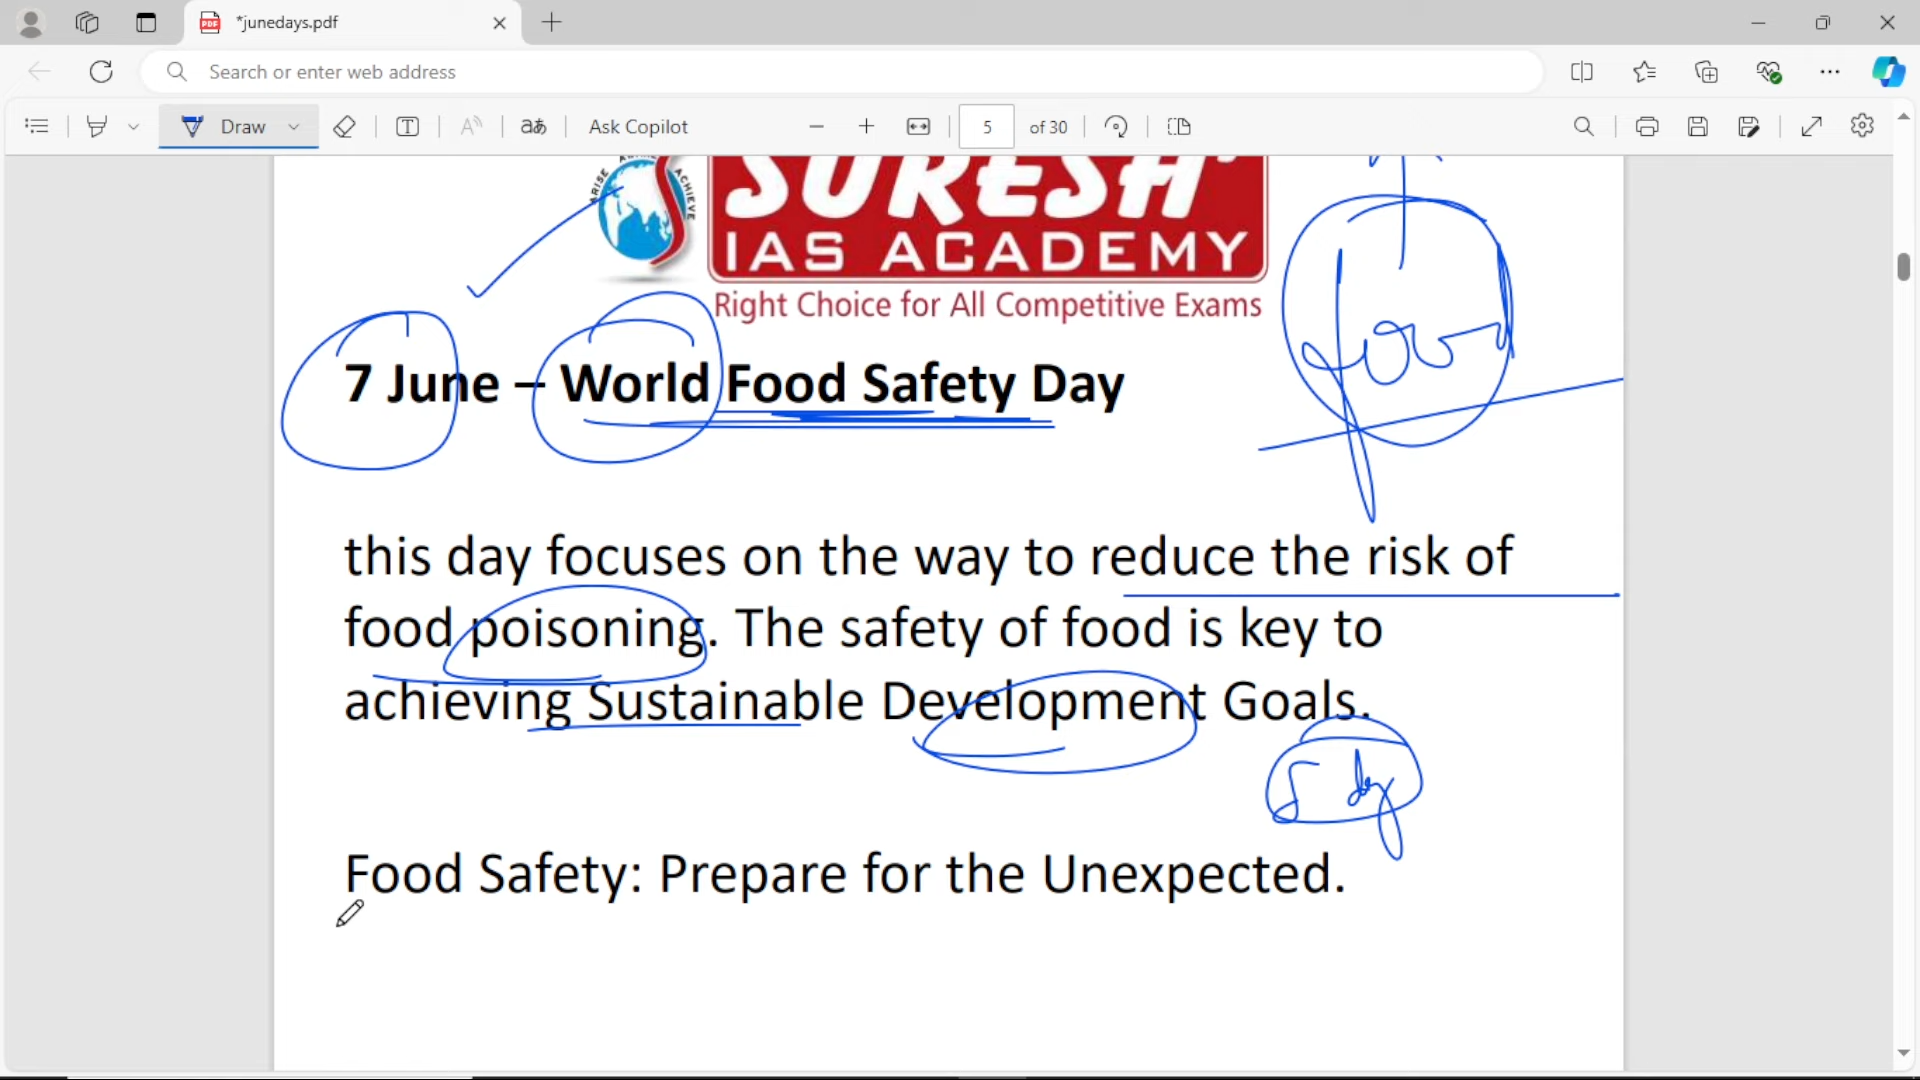 *junedays.pdf
Search or enter web address
Draw
Ask Copilot
5 of 30
ARISE ACHIEVE
SURESH
IAS ACADEMY
Right Choice for All Competitive Exams
food
7 June – World Food Safety Day
this day focuses on the way to reduce the risk of
food poisoning. The safety of food is key to
achieving Sustainable Development Goals.
Food Safety: Prepare for the Unexpected.